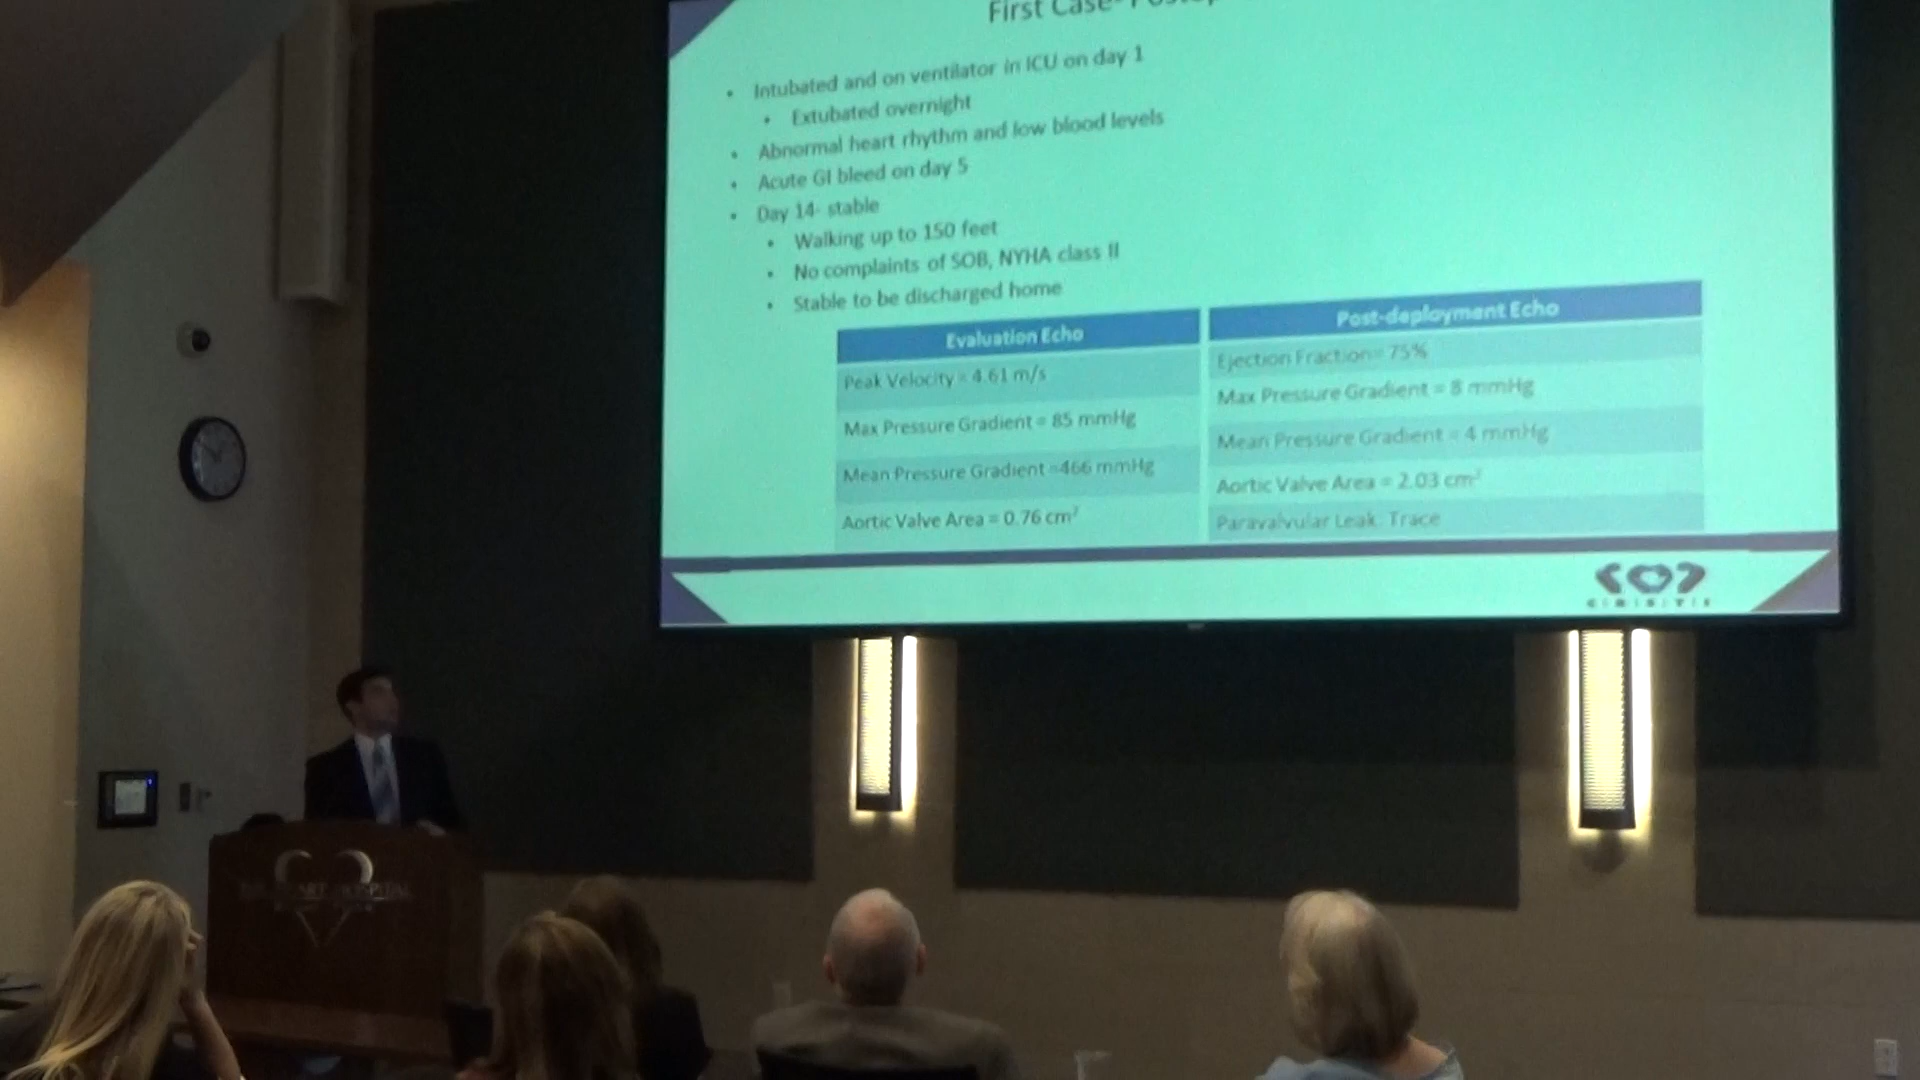 First Case-
• Intubated and on ventilator in ICU on day 1
• Extubated overnight
• Abnormal heart rhythm and low blood levels
• Acute GI bleed on day 5
• Day 14- stable
• Walking up to 150 feet
• No complaints of SOB, NYHA class II
• Stable to be discharged home
Evaluation Echo
Peak Velocity = 4.61 m/s
Max Pressure Gradient = 85 mmHg
Mean Pressure Gradient =466 mmHg
Aortic Valve Area = 0.76 cm²
Post-deployment Echo
Ejection Fraction= 75%
Max Pressure Gradient = 8 mmHg
Mean Pressure Gradient = 4 mmHg
Aortic Valve Area = 2.03 cm²
Paravalvular Leak: Trace
HEART HOSPITAL